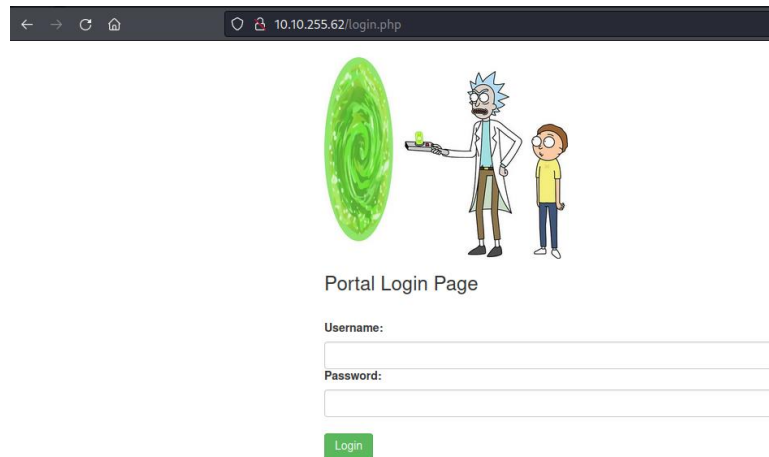 10.10.255.62/login.php
Portal Login Page
Username:
Password:
Login